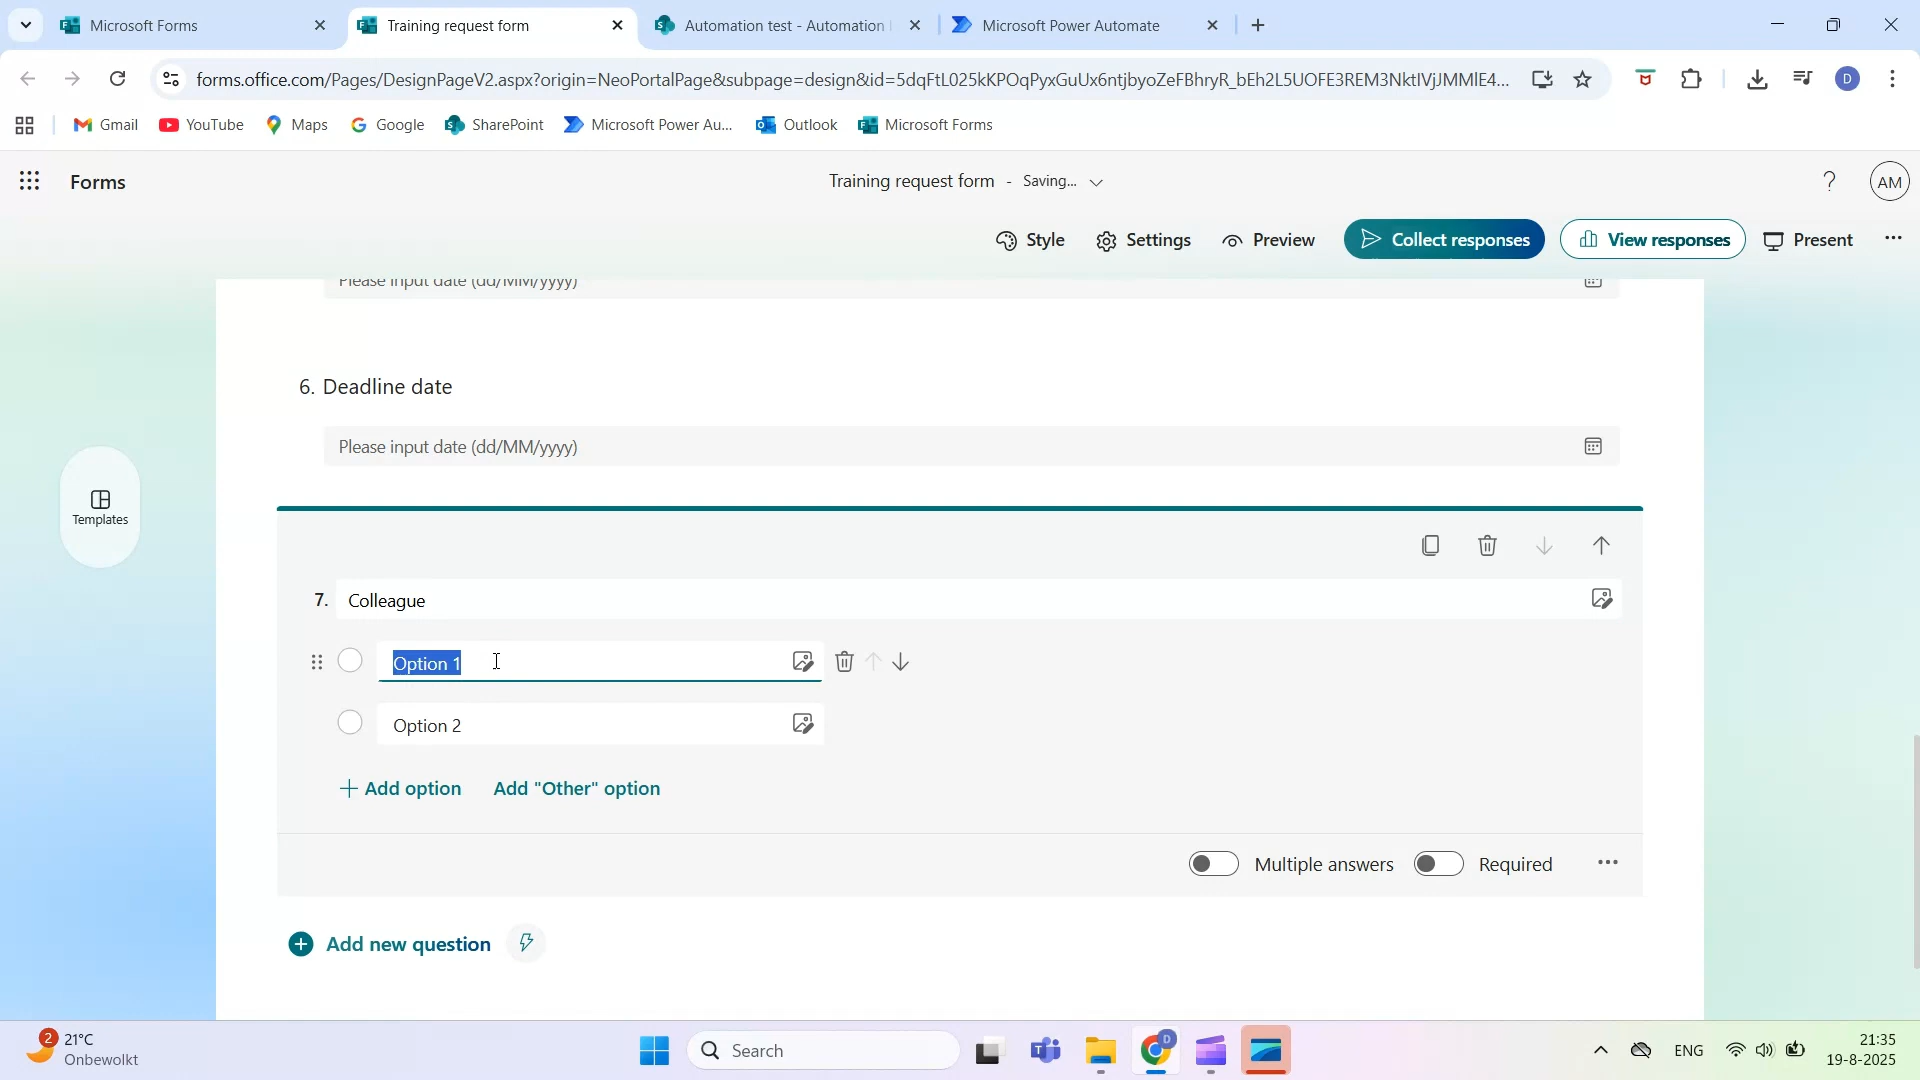 Microsoft Forms
Training request form
Automation test - Automation
Microsoft Power Automate
forms.office.com/Pages/DesignPageV2.aspx?origin=NeoPortalPage&subpage=design&id=5dqFtL025kKPOqPyxGuUx6ntjbyoZeFBhryR_bEh2L5UOFE3REM3NktIVjJMMlE4...
D
Gmail
YouTube
Maps
Google
SharePoint
Microsoft Power Au...
Outlook
Microsoft Forms
Forms
Training request form - Saving...
?
AM
Style
Settings
Preview
Collect responses
View responses
Present
Please input date (dd/MM/yyyy)
6. Deadline date
Please input date (dd/MM/yyyy)
Templates
7. Colleague
Option 1
Option 2
Add option
Add "Other" option
Multiple answers
Required
Add new question
2
21°C
Onbewolkt
Search
D
ENG
21:35
19-8-2025